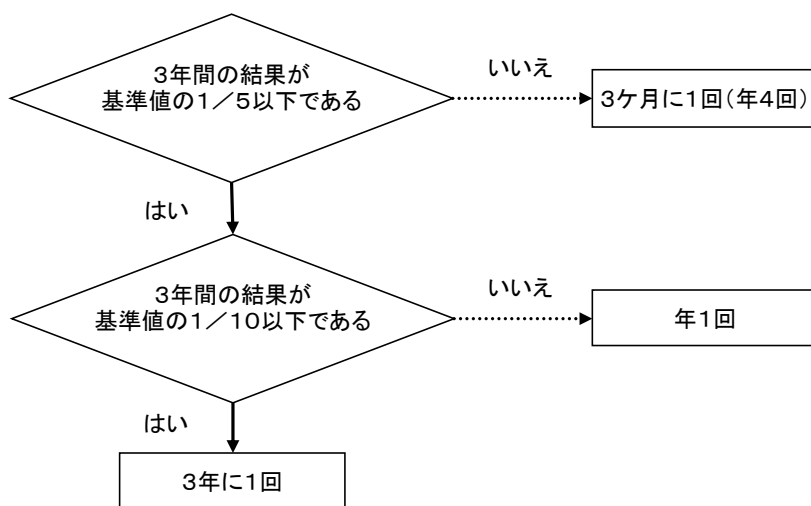 3年間の結果が
基準値の1／5以下である
いいえ
3ケ月に1回(年4回)
はい
3年間の結果が
基準値の1／10以下である
いいえ
年1回
はい
3年に1回